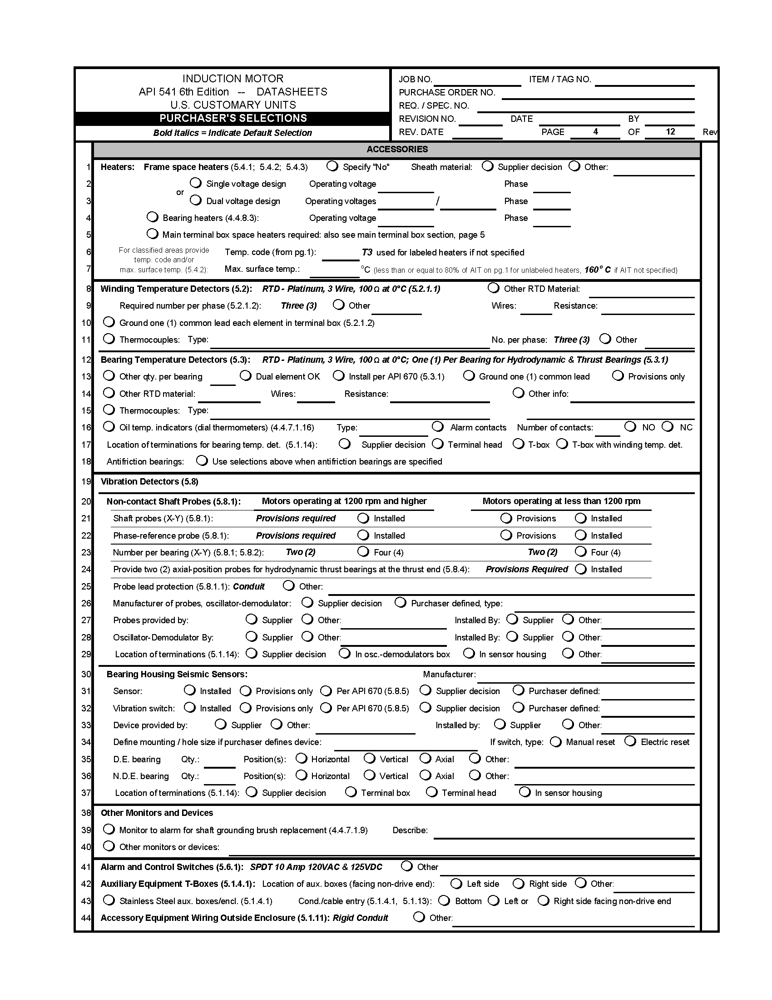 INDUCTION MOTOR
API 541 6th Edition -- DATASHEETS
U.S. CUSTOMARY UNITS
PURCHASER'S SELECTIONS
Bold Italics = Indicate Default Selection
JOB NO. ITEM / TAG NO.
PURCHASE ORDER NO.
REQ. / SPEC. NO.
REVISION NO. DATE BY
REV. DATE PAGE 4 OF 12 Rev
ACCESSORIES
1 Heaters: Frame space heaters (5.4.1; 5.4.2; 5.4.3) Specify "No" Sheath material: Supplier decision Other:
2 Single voltage design Operating voltage Phase
or
3 Dual voltage design Operating voltages / Phase
4 Bearing heaters (4.4.8.3): Operating voltage Phase
5 Main terminal box space heaters required: also see main terminal box section, page 5
6 For classified areas provide Temp. code (from pg.1): T3 used for labeled heaters if not specified
temp. code and/or
7 max. surface temp. (5.4.2): Max. surface temp.: °C (less than or equal to 80% of AIT on pg.1 for unlabeled heaters, 160° C if AIT not specified)
8 Winding Temperature Detectors (5.2): RTD - Platinum, 3 Wire, 100 Ω at 0°C (5.2.1.1) Other RTD Material:
9 Required number per phase (5.2.1.2): Three (3) Other Wires: Resistance:
10 Ground one (1) common lead each element in terminal box (5.2.1.2)
11 Thermocouples: Type: No. per phase: Three (3) Other
12 Bearing Temperature Detectors (5.3): RTD - Platinum, 3 Wire, 100 Ω at 0°C; One (1) Per Bearing for Hydrodynamic & Thrust Bearings (5.3.1)
13 Other qty. per bearing Dual element OK Install per API 670 (5.3.1) Ground one (1) common lead Provisions only
14 Other RTD material: Wires: Resistance: Other info:
15 Thermocouples: Type:
16 Oil temp. indicators (dial thermometers) (4.4.7.1.16) Type: Alarm contacts Number of contacts: NO NC
17 Location of terminations for bearing temp. det. (5.1.14): Supplier decision Terminal head T-box T-box with winding temp. det.
18 Antifriction bearings: Use selections above when antifriction bearings are specified
19 Vibration Detectors (5.8)
20 Non-contact Shaft Probes (5.8.1): Motors operating at 1200 rpm and higher Motors operating at less than 1200 rpm
21 Shaft probes (X-Y) (5.8.1): Provisions required Installed Provisions Installed
22 Phase-reference probe (5.8.1): Provisions required Installed Provisions Installed
23 Number per bearing (X-Y) (5.8.1; 5.8.2): Two (2) Four (4) Two (2) Four (4)
24 Provide two (2) axial-position probes for hydrodynamic thrust bearings at the thrust end (5.8.4): Provisions Required Installed
25 Probe lead protection (5.8.1.1): Conduit Other:
26 Manufacturer of probes, oscillator-demodulator: Supplier decision Purchaser defined, type:
27 Probes provided by: Supplier Other: Installed By: Supplier Other:
28 Oscillator-Demodulator By: Supplier Other: Installed By: Supplier Other:
29 Location of terminations (5.1.14): Supplier decision In osc.-demodulators box In sensor housing Other:
30 Bearing Housing Seismic Sensors: Manufacturer:
31 Sensor: Installed Provisions only Per API 670 (5.8.5) Supplier decision Purchaser defined:
32 Vibration switch: Installed Provisions only Per API 670 (5.8.5) Supplier decision Purchaser defined:
33 Device provided by: Supplier Other: Installed by: Supplier Other:
34 Define mounting / hole size if purchaser defines device: If switch, type: Manual reset Electric reset
35 D.E. bearing Qty.: Position(s): Horizontal Vertical Axial Other:
36 N.D.E. bearing Qty.: Position(s): Horizontal Vertical Axial Other:
37 Location of terminations (5.1.14): Supplier decision Terminal box Terminal head In sensor housing
38 Other Monitors and Devices
39 Monitor to alarm for shaft grounding brush replacement (4.4.7.1.9) Describe:
40 Other monitors or devices:
41 Alarm and Control Switches (5.6.1): SPDT 10 Amp 120VAC & 125VDC Other
42 Auxiliary Equipment T-Boxes (5.1.4.1): Location of aux. boxes (facing non-drive end): Left side Right side Other:
43 Stainless Steel aux. boxes/encl. (5.1.4.1) Cond./cable entry (5.1.4.1, 5.1.13): Bottom Left or Right side facing non-drive end
44 Accessory Equipment Wiring Outside Enclosure (5.1.11): Rigid Conduit Other: